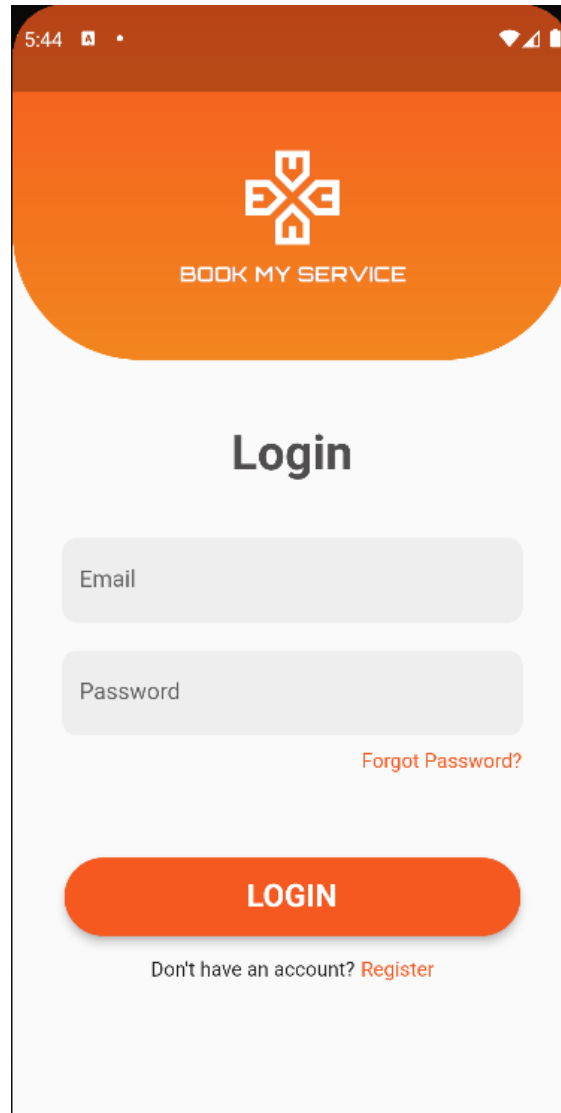 5:44 A
BOOK MY SERVICE
Login
Email
Password
Forgot Password?
LOGIN
Don't have an account? Register